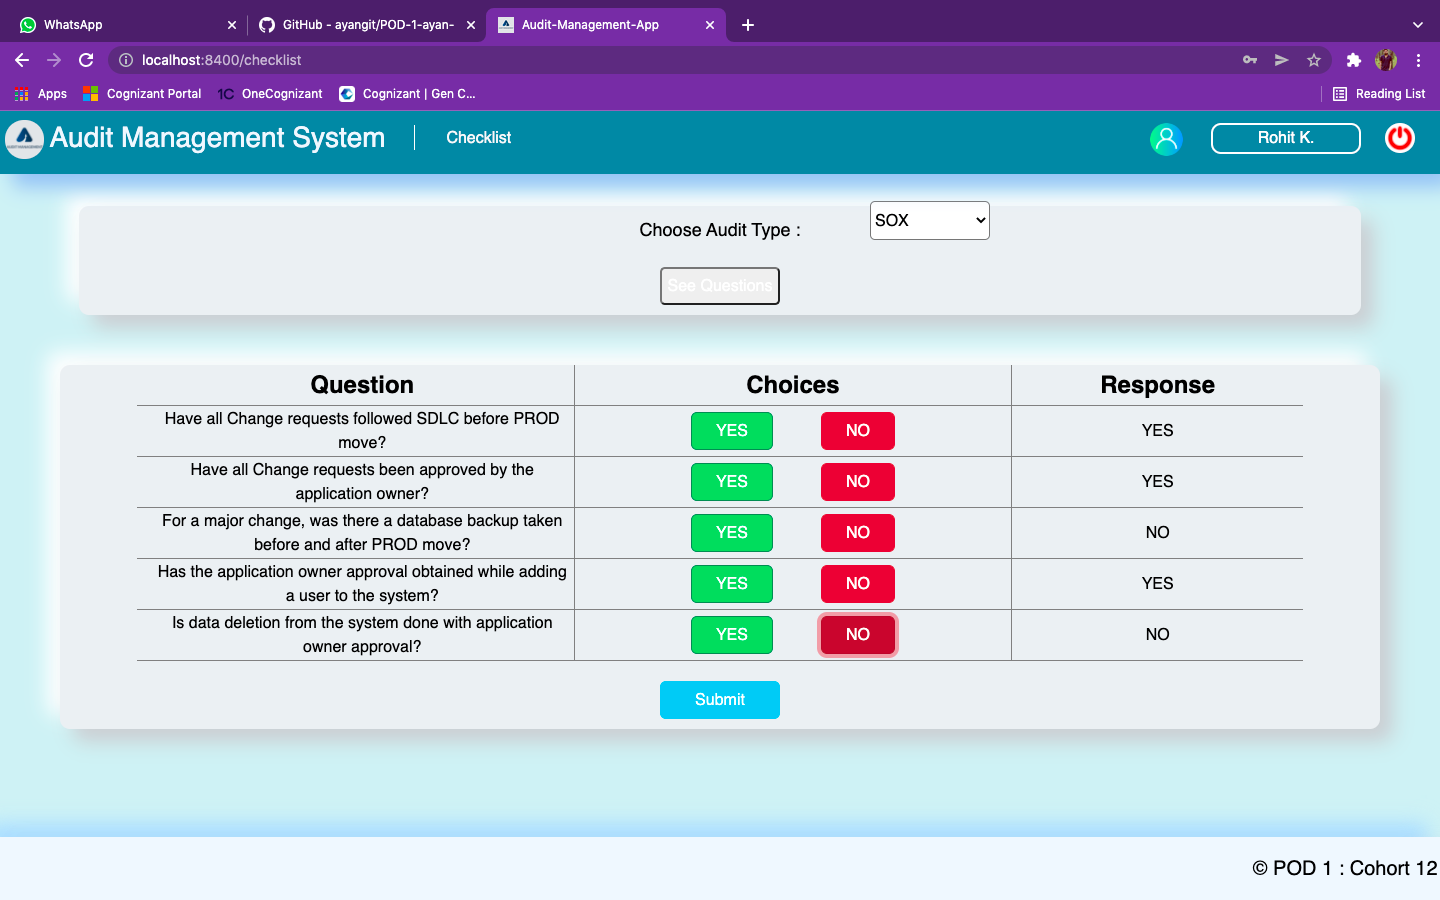 WhatsApp
GitHub - ayangit/POD-1-ayan-
Audit-Management-App
localhost:8400/checklist
Apps
Cognizant Portal
1C OneCognizant
Cognizant | Gen C...
Reading List
Audit Management System
Checklist
Rohit K.
Choose Audit Type :
SOX
See Questions
Question Choices Response
Have all Change requests followed SDLC before PROD
move?
YES NO YES
Have all Change requests been approved by the
application owner?
YES NO YES
For a major change, was there a database backup taken
before and after PROD move?
YES NO NO
Has the application owner approval obtained while adding
a user to the system?
YES NO YES
Is data deletion from the system done with application
owner approval?
YES NO NO
Submit
© POD 1 : Cohort 12